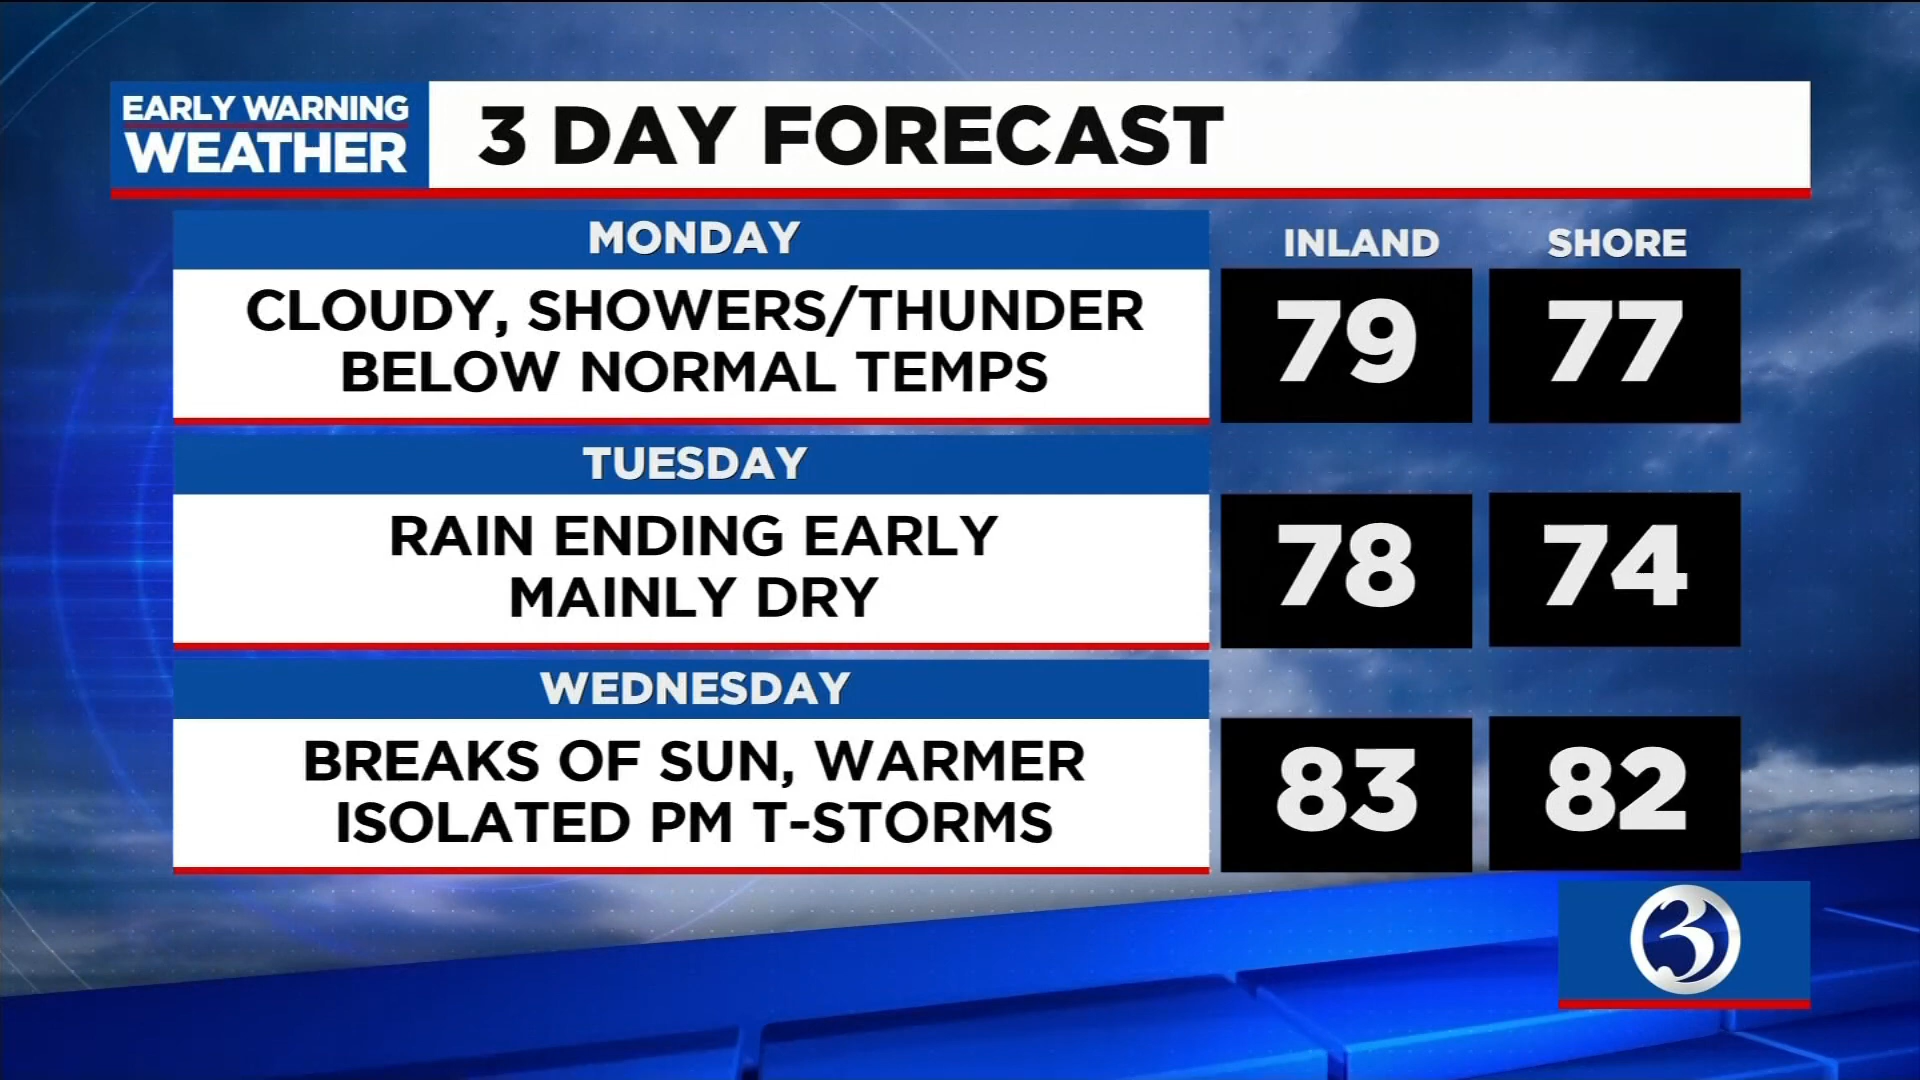 EARLY WARNING
WEATHER
3 DAY FORECAST
MONDAY
INLAND
SHORE
CLOUDY, SHOWERS/THUNDER
BELOW NORMAL TEMPS
79
77
TUESDAY
RAIN ENDING EARLY
MAINLY DRY
78
74
WEDNESDAY
BREAKS OF SUN, WARMER
ISOLATED PM T-STORMS
83
82
3